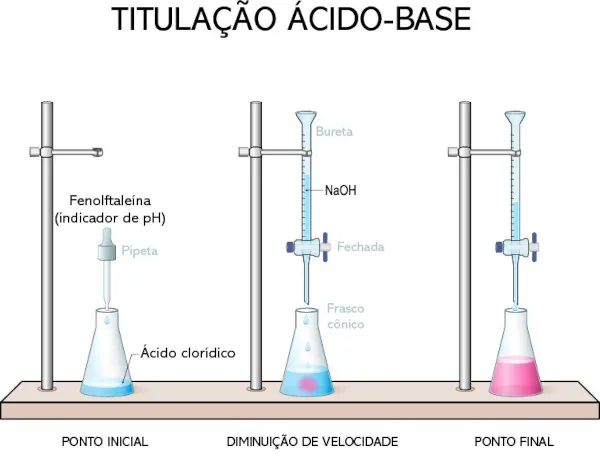 TITULAÇÃO ÁCIDO-BASE
Bureta
NaOH
Fenolftaleína
(indicador de pH)
Pipeta
Fechada
Frasco
cônico
Ácido clorídico
PONTO INICIAL
DIMINUIÇÃO DE VELOCIDADE
PONTO FINAL